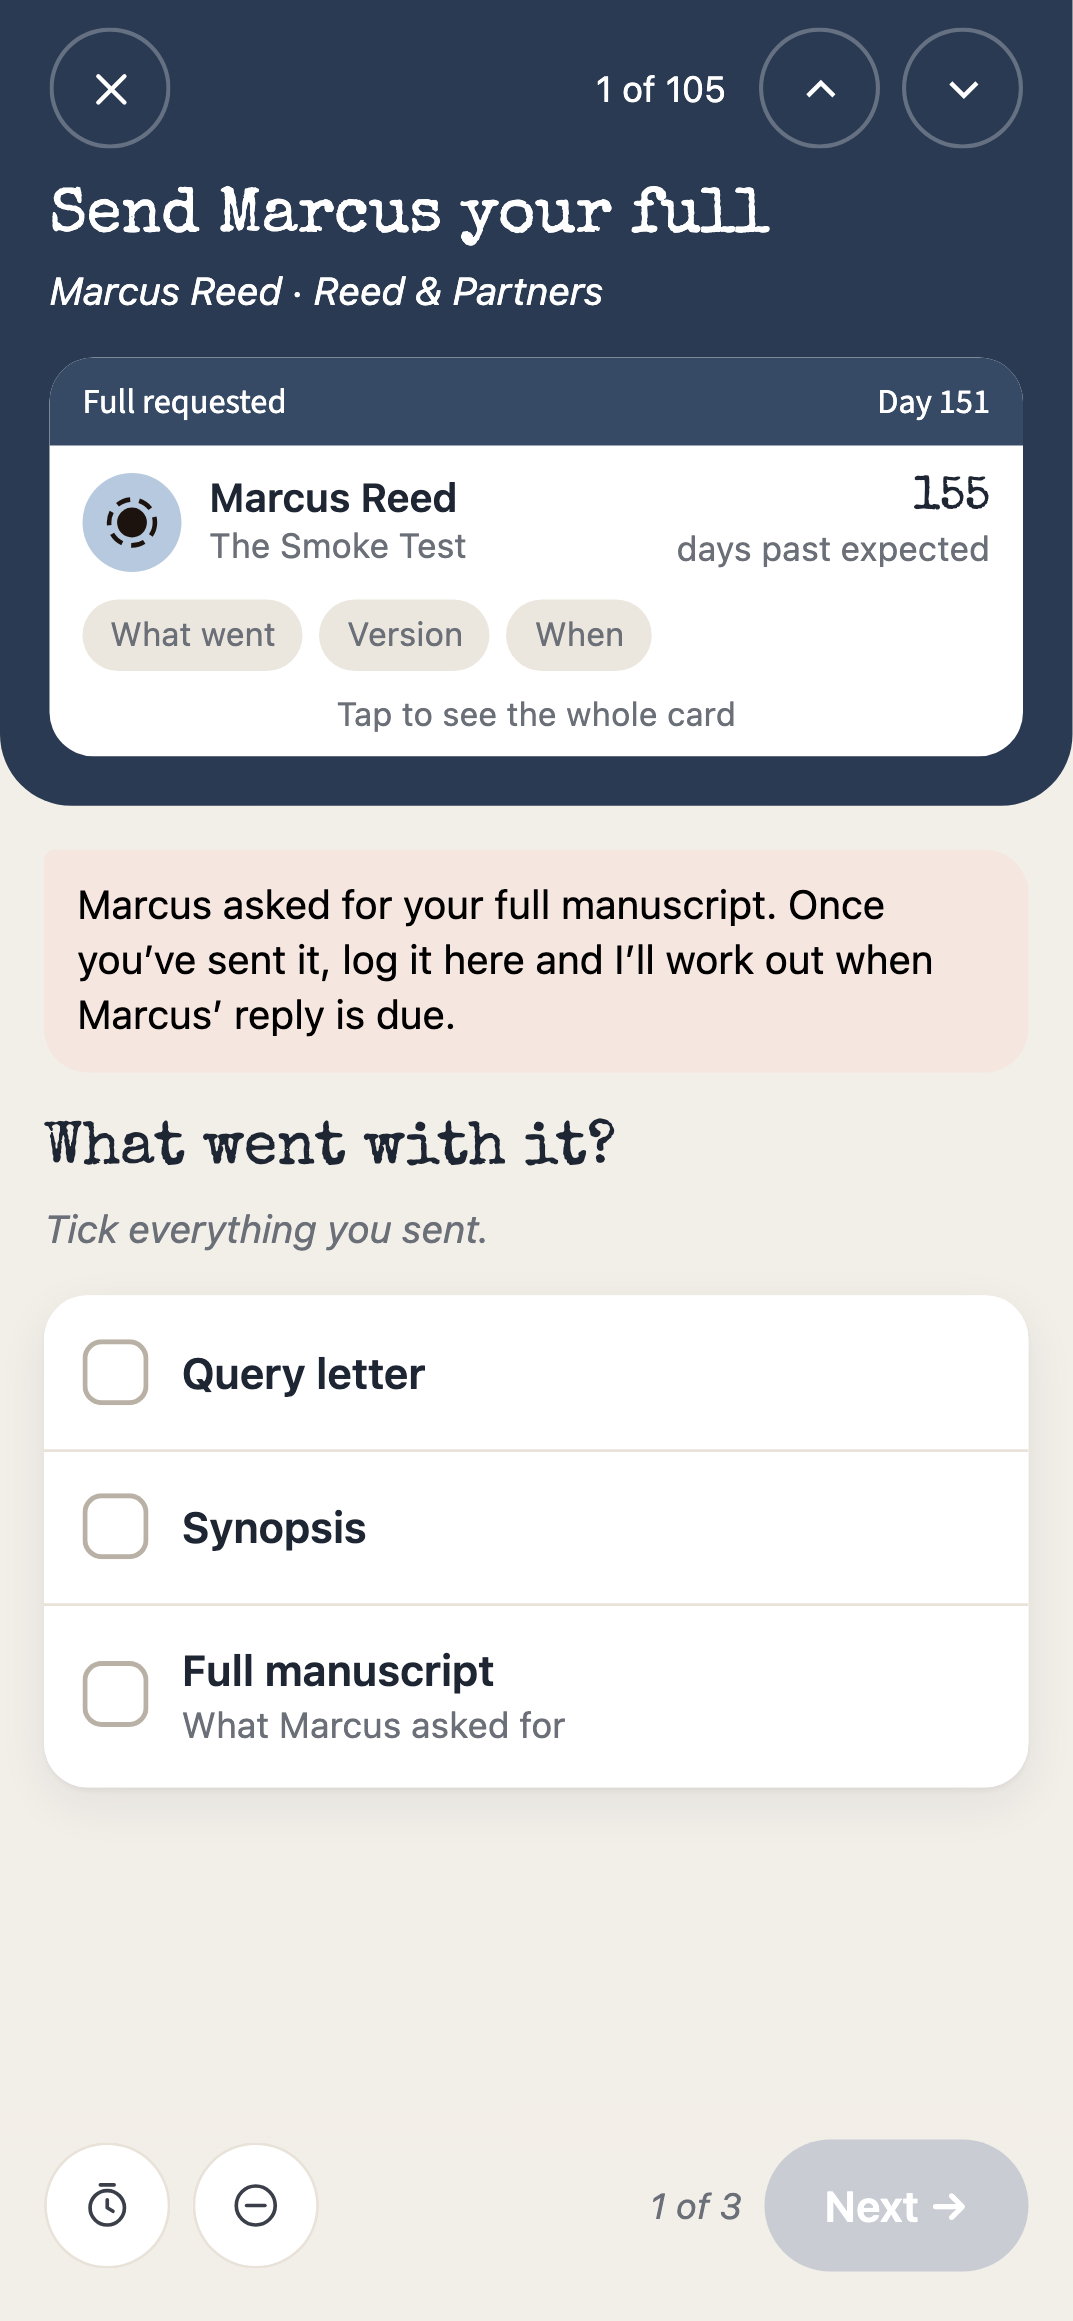 1 of 105
Send Marcus your full
Marcus Reed · Reed & Partners
Full requested
Day 151
Marcus Reed
The Smoke Test
155
days past expected
What went
Version
When
Tap to see the whole card
Marcus asked for your full manuscript. Once
you’ve sent it, log it here and I’ll work out when
Marcus’ reply is due.
What went with it?
Tick everything you sent.
Query letter
Synopsis
Full manuscript
What Marcus asked for
1 of 3
Next →